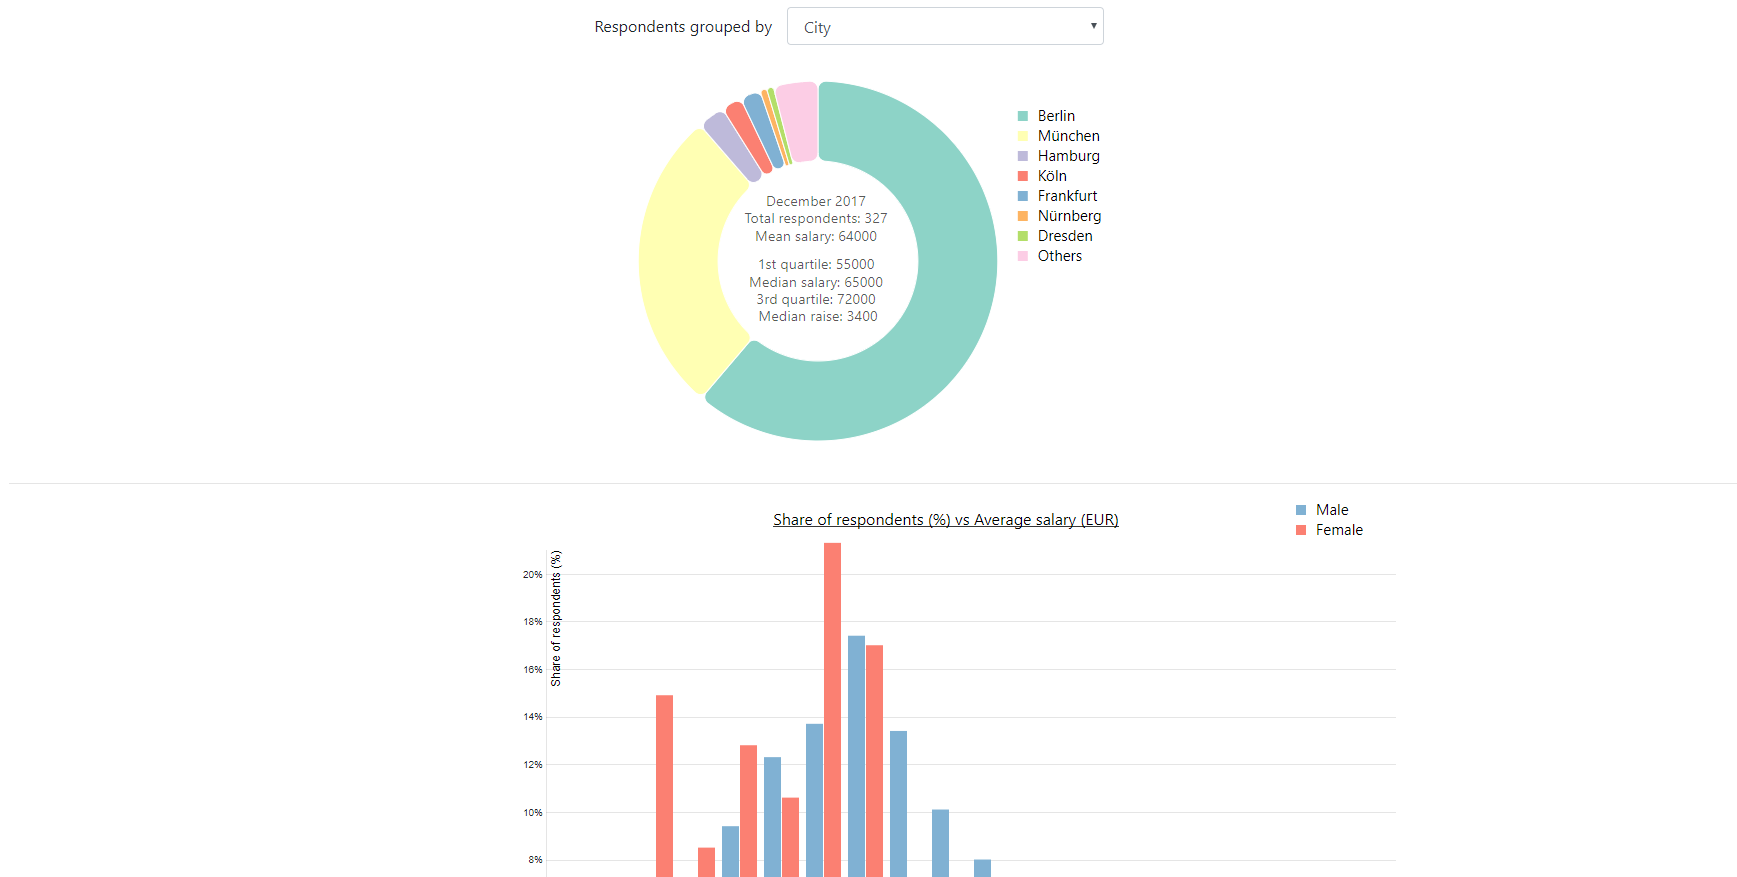 Respondents grouped by
City
Berlin
München
Hamburg
Köln
Frankfurt
Nürnberg
Dresden
Others
December 2017
Total respondents: 327
Mean salary: 64000
1st quartile: 55000
Median salary: 65000
3rd quartile: 72000
Median raise: 3400
Share of respondents (%) vs Average salary (EUR)
Male
Female
Share of respondents (%)
20%
18%
16%
14%
12%
10%
8%